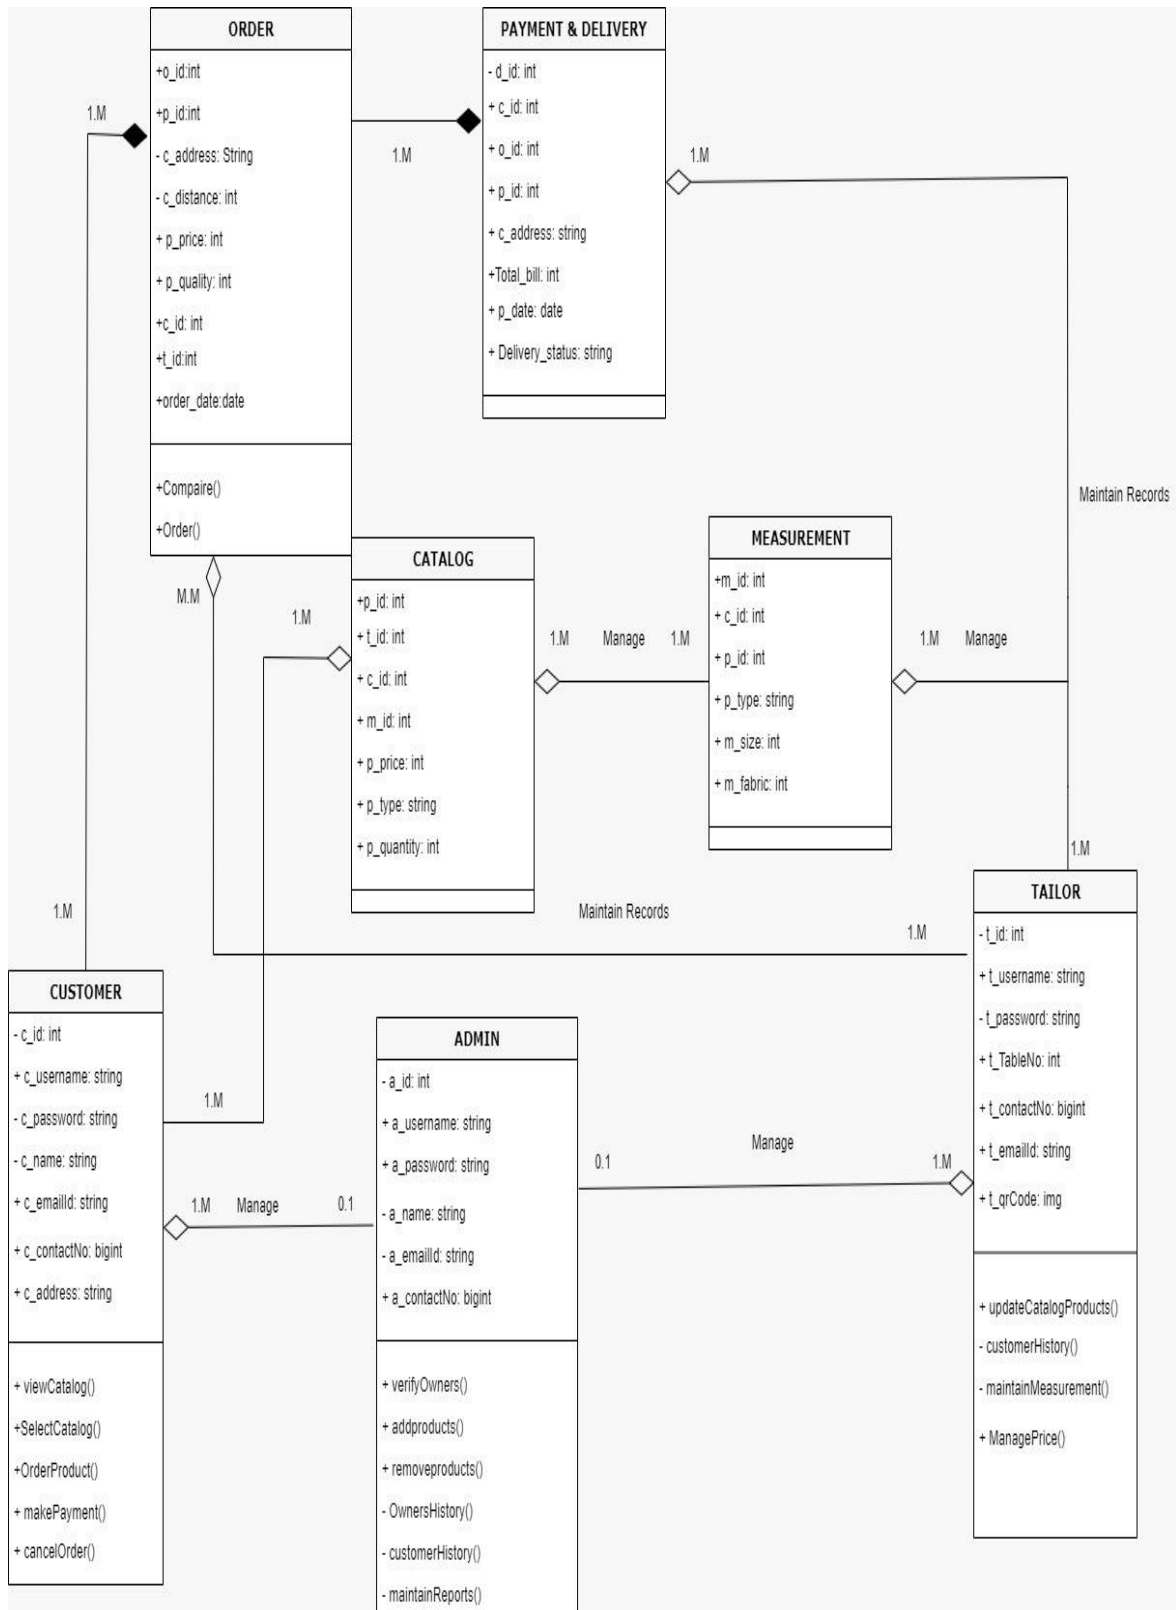 ORDER
+o_id:int
+p_id:int
- c_address: String
- c_distance: int
+ p_price: int
+ p_quality: int
+c_id: int
+t_id:int
+order_date:date
+Compaire()
+Order()
PAYMENT & DELIVERY
- d_id: int
+ c_id: int
+ o_id: int
+ p_id: int
+ c_address: string
+Total_bill: int
+ p_date: date
+ Delivery_status: string
1.M
1.M
1.M
Maintain Records
M.M
1.M
CATALOG
+p_id: int
+ t_id: int
+ c_id: int
+ m_id: int
+ p_price: int
+ p_type: string
+ p_quantity: int
1.M Manage 1.M
MEASUREMENT
+m_id: int
+ c_id: int
+ p_id: int
+ p_type: string
+ m_size: int
+ m_fabric: int
1.M Manage
1.M
1.M
Maintain Records
1.M
CUSTOMER
- c_id: int
+ c_username: string
- c_password: string
- c_name: string
+ c_emailId: string
+ c_contactNo: bigint
+ c_address: string
+ viewCatalog()
+SelectCatalog()
+OrderProduct()
+ makePayment()
+ cancelOrder()
1.M
1.M Manage 0.1
ADMIN
- a_id: int
+ a_username: string
+ a_password: string
- a_name: string
- a_emailId: string
+ a_contactNo: bigint
+ verifyOwners()
+ addproducts()
+ removeproducts()
- OwnersHistory()
- customerHistory()
- maintainReports()
0.1 Manage 1.M
TAILOR
- t_id: int
+ t_username: string
- t_password: string
+ t_TableNo: int
+ t_contactNo: bigint
+ t_emailId: string
+ t_qrCode: img
+ updateCatalogProducts()
- customerHistory()
- maintainMeasurement()
+ ManagePrice()